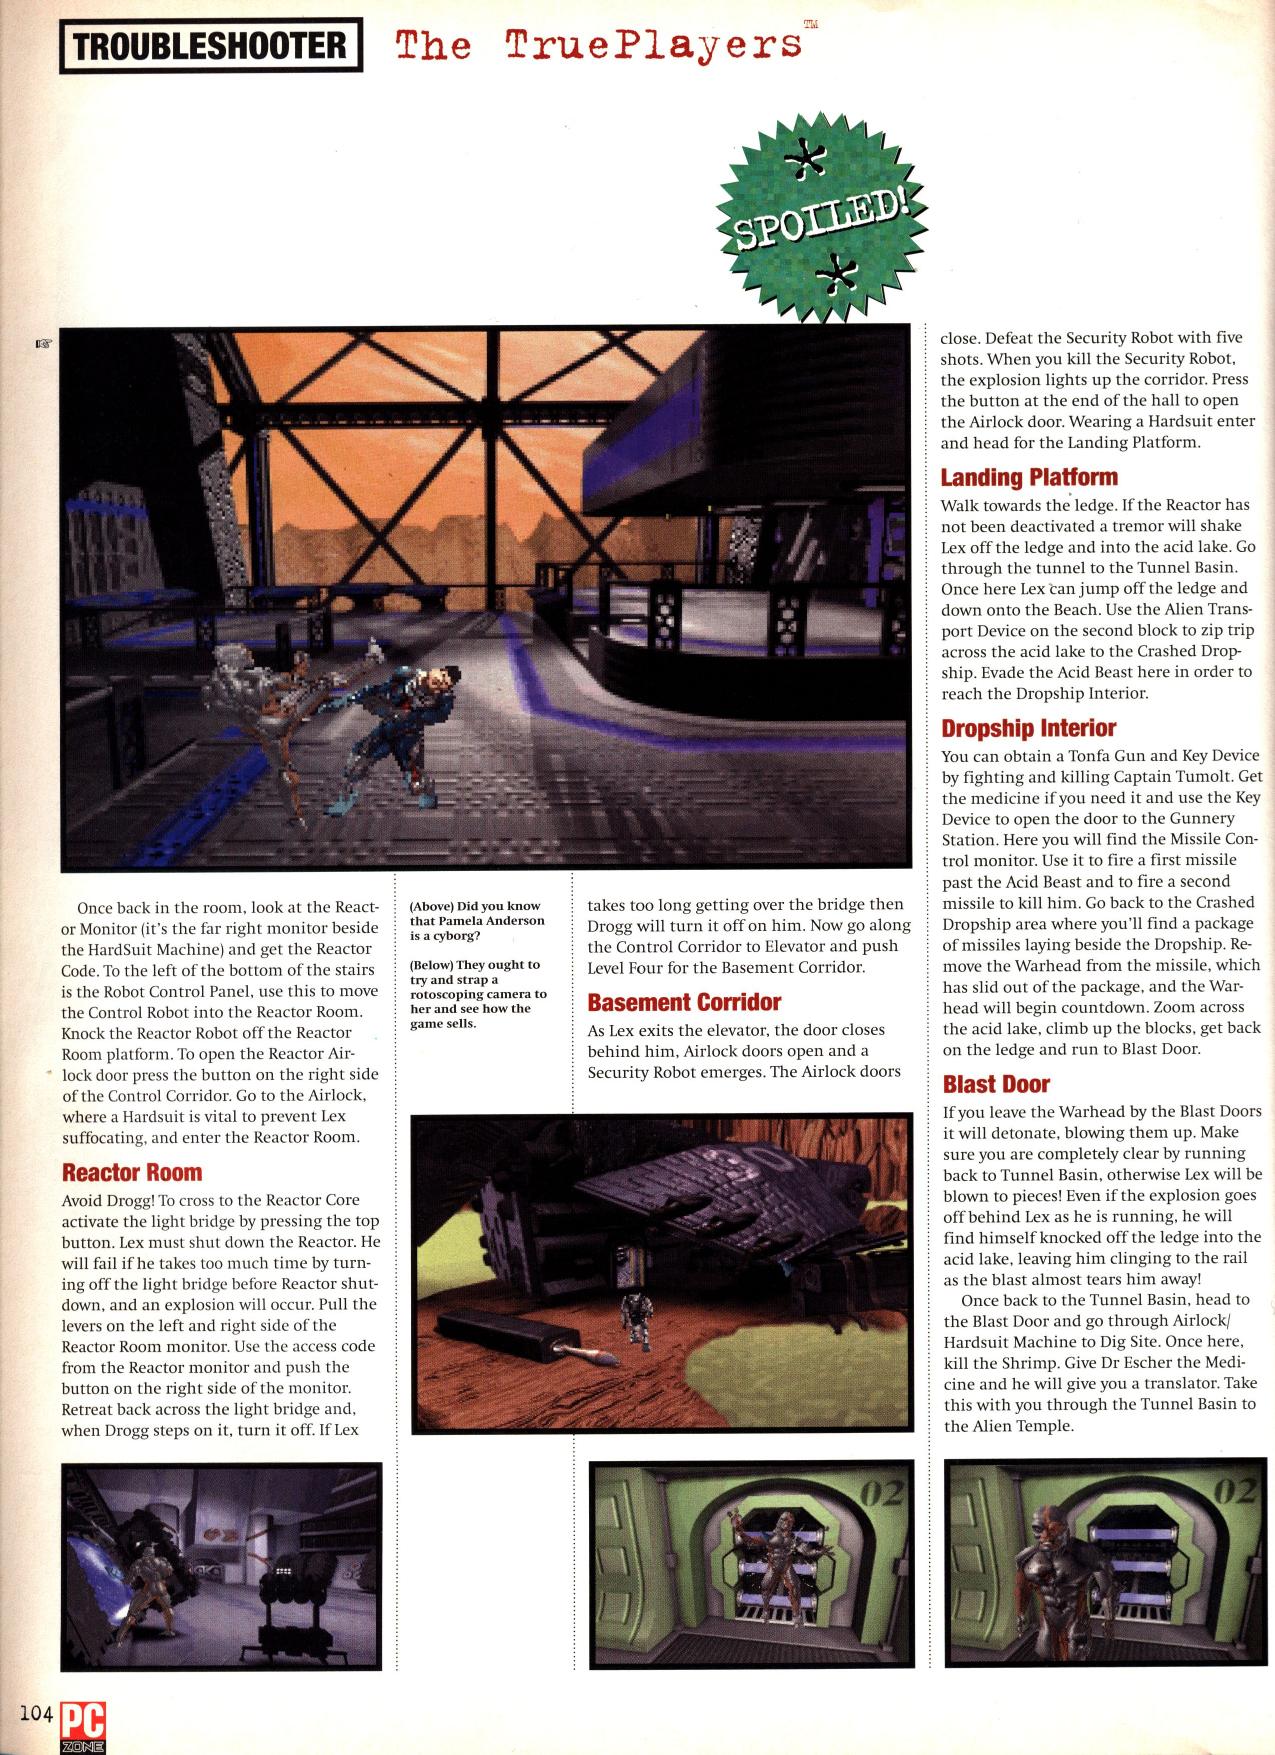 TROUBLESHOOTER
The TruePlayers™
SPOILED!
Once back in the room, look at the React-
or Monitor (it's the far right monitor beside
the HardSuit Machine) and get the Reactor
Code. To the left of the bottom of the stairs
is the Robot Control Panel, use this to move
the Control Robot into the Reactor Room.
Knock the Reactor Robot off the Reactor
Room platform. To open the Reactor Air-
lock door press the button on the right side
of the Control Corridor. Go to the Airlock,
where a Hardsuit is vital to prevent Lex
suffocating, and enter the Reactor Room.
Reactor Room
Avoid Drogg! To cross to the Reactor Core
activate the light bridge by pressing the top
button. Lex must shut down the Reactor. He
will fail if he takes too much time by turn-
ing off the light bridge before Reactor shut-
down, and an explosion will occur. Pull the
levers on the left and right side of the
Reactor Room monitor. Use the access code
from the Reactor monitor and push the
button on the right side of the monitor.
Retreat back across the light bridge and,
when Drogg steps on it, turn it off. If Lex
(Above) Did you know
that Pamela Anderson
is a cyborg?
(Below) They ought to
try and strap a
rotoscoping camera to
her and see how the
game sells.
takes too long getting over the bridge then
Drogg will turn it off on him. Now go along
the Control Corridor to Elevator and push
Level Four for the Basement Corridor.
Basement Corridor
As Lex exits the elevator, the door closes
behind him, Airlock doors open and a
Security Robot emerges. The Airlock doors
close. Defeat the Security Robot with five
shots. When you kill the Security Robot,
the explosion lights up the corridor. Press
the button at the end of the hall to open
the Airlock door. Wearing a Hardsuit enter
and head for the Landing Platform.
Landing Platform
Walk towards the ledge. If the Reactor has
not been deactivated a tremor will shake
Lex off the ledge and into the acid lake. Go
through the tunnel to the Tunnel Basin.
Once here Lex can jump off the ledge and
down onto the Beach. Use the Alien Trans-
port Device on the second block to zip trip
across the acid lake to the Crashed Drop-
ship. Evade the Acid Beast here in order to
reach the Dropship Interior.
Dropship Interior
You can obtain a Tonfa Gun and Key Device
by fighting and killing Captain Tumolt. Get
the medicine if you need it and use the Key
Device to open the door to the Gunnery
Station. Here you will find the Missile Con-
trol monitor. Use it to fire a first missile
past the Acid Beast and to fire a second
missile to kill him. Go back to the Crashed
Dropship area where you'll find a package
of missiles laying beside the Dropship. Re-
move the Warhead from the missile, which
has slid out of the package, and the War-
head will begin countdown. Zoom across
the acid lake, climb up the blocks, get back
on the ledge and run to Blast Door.
Blast Door
If you leave the Warhead by the Blast Doors
it will detonate, blowing them up. Make
sure you are completely clear by running
back to Tunnel Basin, otherwise Lex will be
blown to pieces! Even if the explosion goes
off behind Lex as he is running, he will
find himself knocked off the ledge into the
acid lake, leaving him clinging to the rail
as the blast almost tears him away!
Once back to the Tunnel Basin, head to
the Blast Door and go through Airlock/
Hardsuit Machine to Dig Site. Once here,
kill the Shrimp. Give Dr Escher the Medi-
cine and he will give you a translator. Take
this with you through the Tunnel Basin to
the Alien Temple.
02
02
104
PC
ZONE